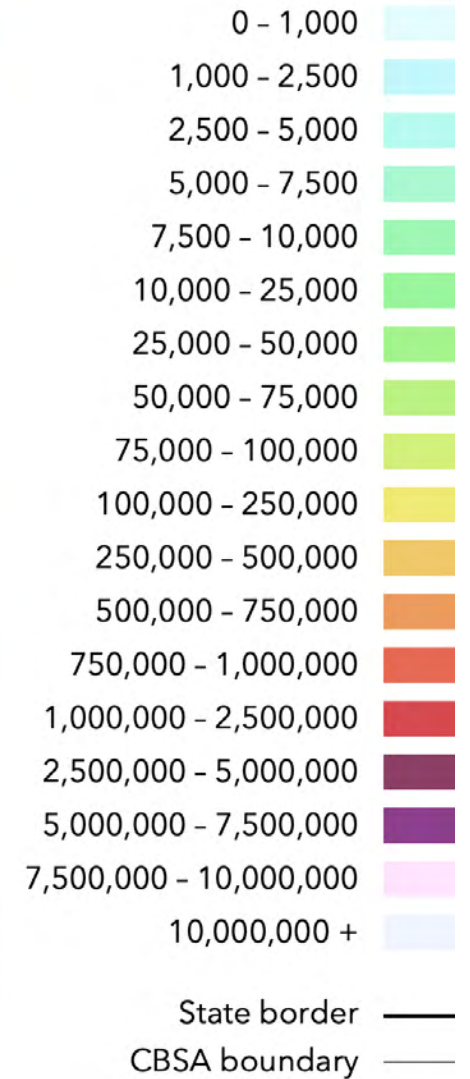 0 – 1,000
1,000 – 2,500
2,500 – 5,000
5,000 – 7,500
7,500 – 10,000
10,000 – 25,000
25,000 – 50,000
50,000 – 75,000
75,000 – 100,000
100,000 – 250,000
250,000 – 500,000
500,000 – 750,000
750,000 – 1,000,000
1,000,000 – 2,500,000
2,500,000 – 5,000,000
5,000,000 – 7,500,000
7,500,000 – 10,000,000
10,000,000 +
State border
CBSA boundary